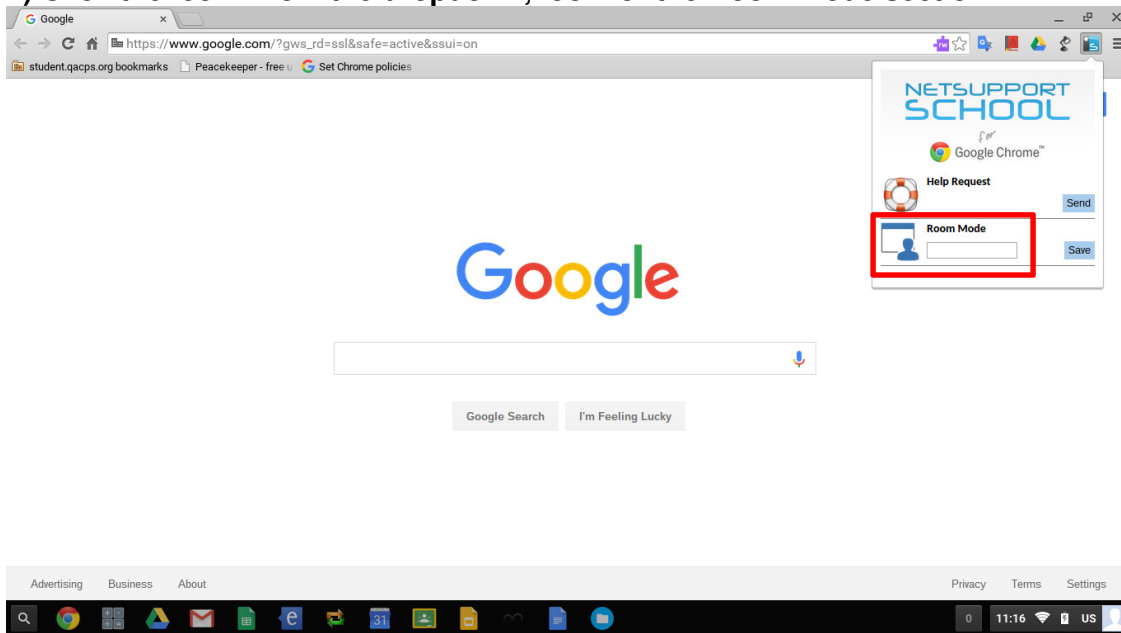 Google
https://www.google.com/?gws_rd=ssl&safe=active&ssui=on
student.qacps.org bookmarks Peacekeeper - free u Set Chrome policies
NETSUPPORT
SCHOOL
for
Google Chrome™
Help Request
Send
Room Mode
Save
Google
Google Search I'm Feeling Lucky
Advertising Business About Privacy Terms Settings
31
0 11:16 US